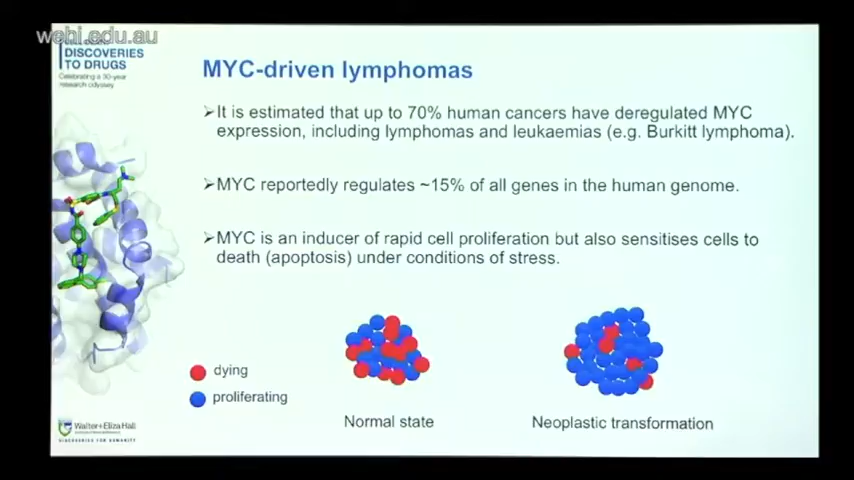 wehi.edu.au
DISCOVERIES
TO DRUGS
Celebrating a 30-year
research odyssey
MYC-driven lymphomas
➢It is estimated that up to 70% human cancers have deregulated MYC
expression, including lymphomas and leukaemias (e.g. Burkitt lymphoma).
➢MYC reportedly regulates ~15% of all genes in the human genome.
➢MYC is an inducer of rapid cell proliferation but also sensitises cells to
death (apoptosis) under conditions of stress.
dying
proliferating
Normal state
Neoplastic transformation
Walter+Eliza Hall
DISCOVERIES FOR HUMANITY